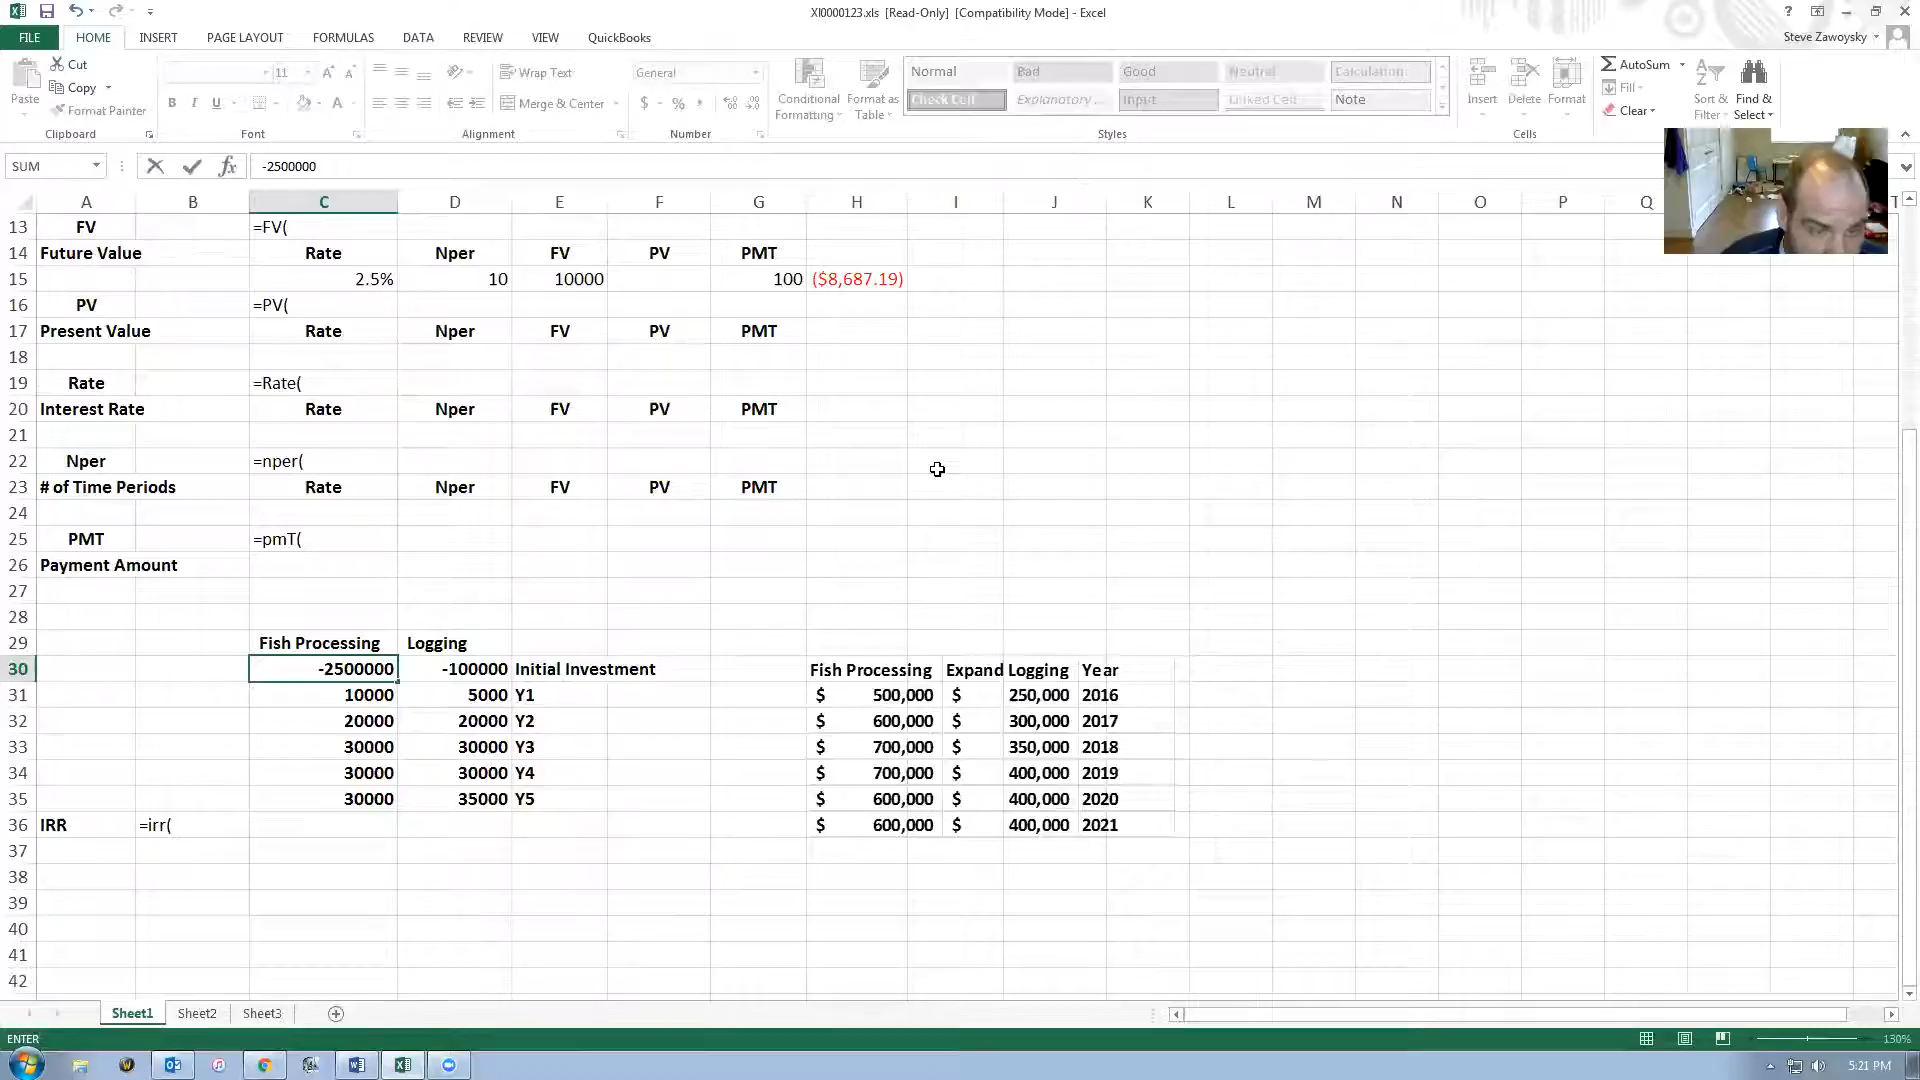 XI0000123.xls [Read-Only] [Compatibility Mode] - Excel
FILE HOME INSERT PAGE LAYOUT FORMULAS DATA REVIEW VIEW QuickBooks Steve Zawoysky
Cut
Copy
Format Painter
Paste
Clipboard
11
B I U
Font
Wrap Text
Merge & Center
Alignment
General
$ % ,
Number
Conditional Formatting
Format as Table
Normal Bad Good Neutral Calculation
Check Cell Explanatory ... Input Linked Cell Note
Styles
Insert Delete Format
Cells
AutoSum
Fill
Clear
Sort & Filter
Find & Select
SUM fx -2500000
A B C D E F G H I J K L M N O P Q T
13 FV =FV(
14 Future Value Rate Nper FV PV PMT
15 2.5% 10 10000 100 ($8,687.19)
16 PV =PV(
17 Present Value Rate Nper FV PV PMT
18
19 Rate =Rate(
20 Interest Rate Rate Nper FV PV PMT
21
22 Nper =nper(
23 # of Time Periods Rate Nper FV PV PMT
24
25 PMT =pmT(
26 Payment Amount
27
28
29 Fish Processing Logging
30 -2500000 -100000 Initial Investment Fish Processing Expand Logging Year
31 10000 5000 Y1 $ 500,000 $ 250,000 2016
32 20000 20000 Y2 $ 600,000 $ 300,000 2017
33 30000 30000 Y3 $ 700,000 $ 350,000 2018
34 30000 30000 Y4 $ 700,000 $ 400,000 2019
35 30000 35000 Y5 $ 600,000 $ 400,000 2020
36 IRR =irr( $ 600,000 $ 400,000 2021
37
38
39
40
41
42
Sheet1 Sheet2 Sheet3
ENTER 130%
5:21 PM